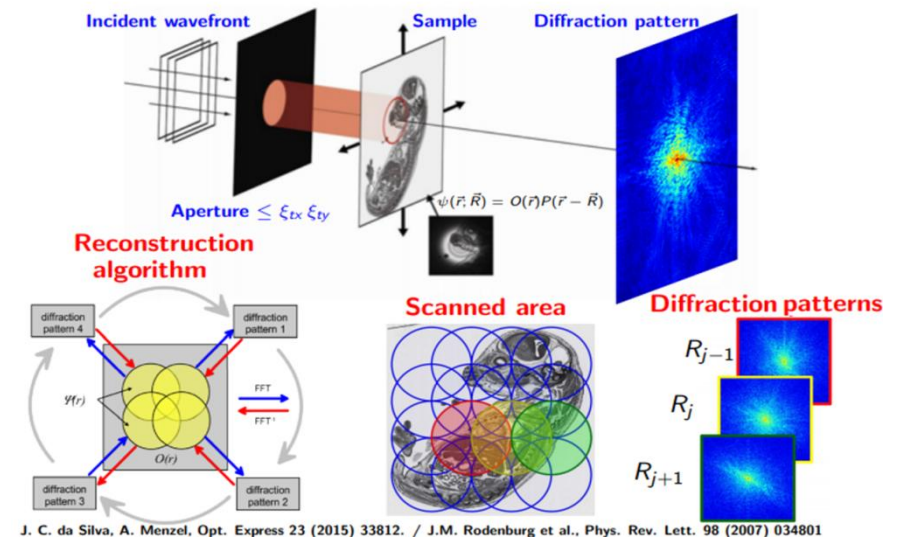 Incident wavefront
Sample
Diffraction pattern
Aperture ≤ ξtx ξty
ψ(r⃗, R⃗) = O(r⃗)P(r⃗ − R⃗)
Reconstruction
algorithm
diffraction
pattern 4
diffraction
pattern 1
Ψ(r)
FFT
FFT⁻¹
O(r)
diffraction
pattern 3
diffraction
pattern 2
Scanned area
Diffraction patterns
Rj−1
Rj
Rj+1
J. C. da Silva, A. Menzel, Opt. Express 23 (2015) 33812. / J.M. Rodenburg et al., Phys. Rev. Lett. 98 (2007) 034801